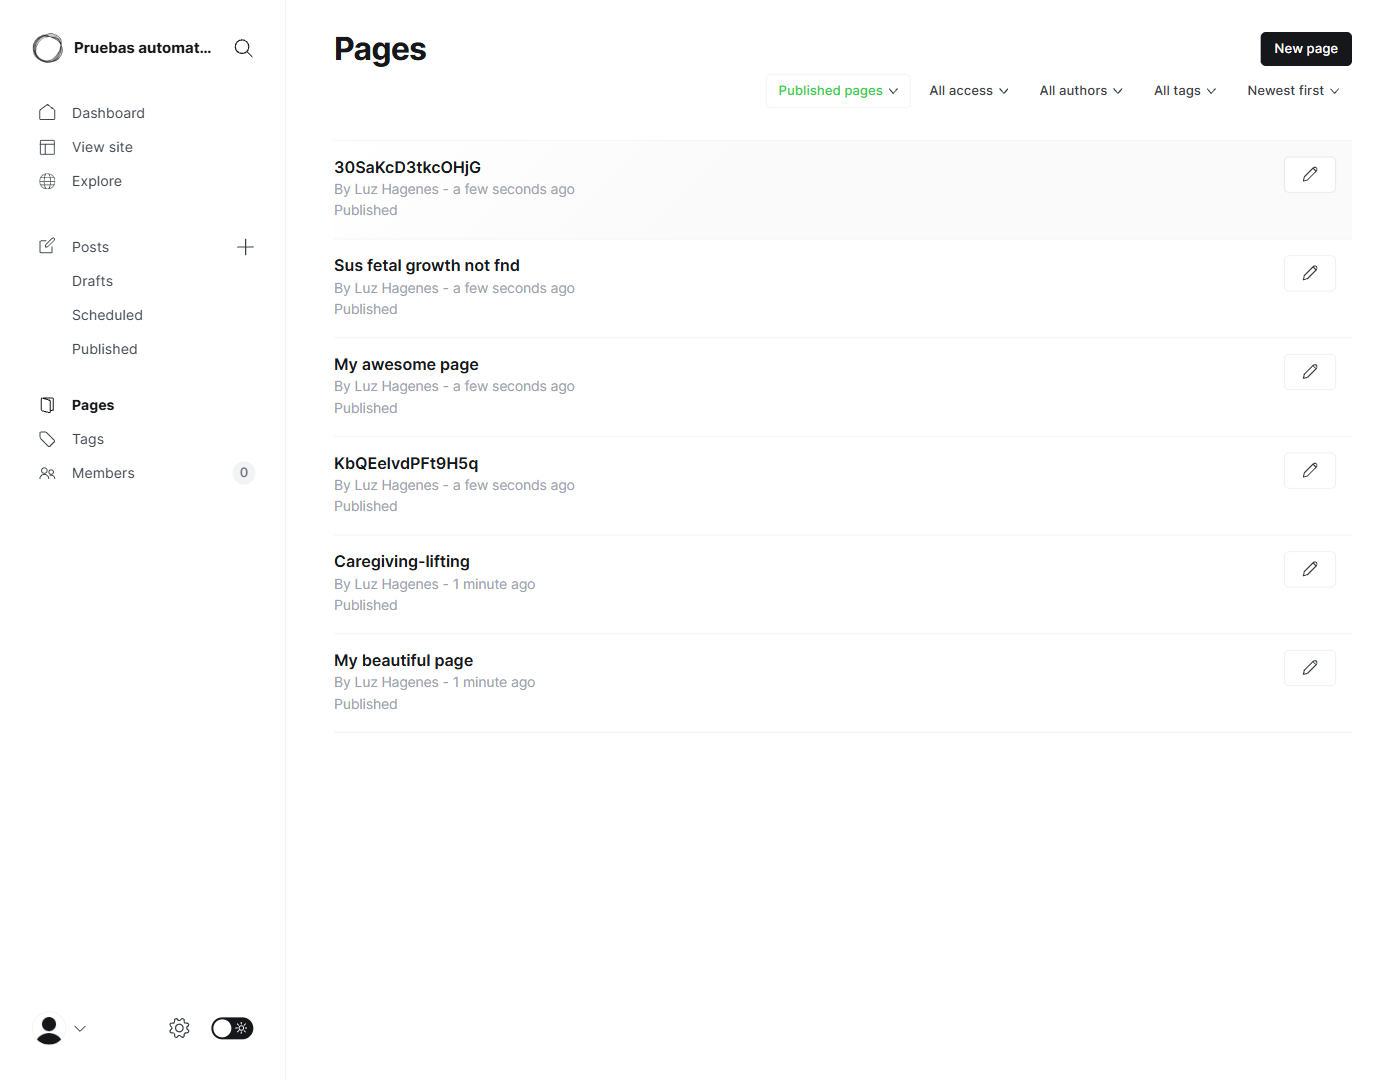 Pruebas automat...
Dashboard
View site
Explore
Posts
Drafts
Scheduled
Published
Pages
Tags
Members 0
Pages
New page
Published pages All access All authors All tags Newest first
30SaKcD3tkcOHjG
By Luz Hagenes - a few seconds ago
Published
Sus fetal growth not fnd
By Luz Hagenes - a few seconds ago
Published
My awesome page
By Luz Hagenes - a few seconds ago
Published
KbQEelvdPFt9H5q
By Luz Hagenes - a few seconds ago
Published
Caregiving-lifting
By Luz Hagenes - 1 minute ago
Published
My beautiful page
By Luz Hagenes - 1 minute ago
Published